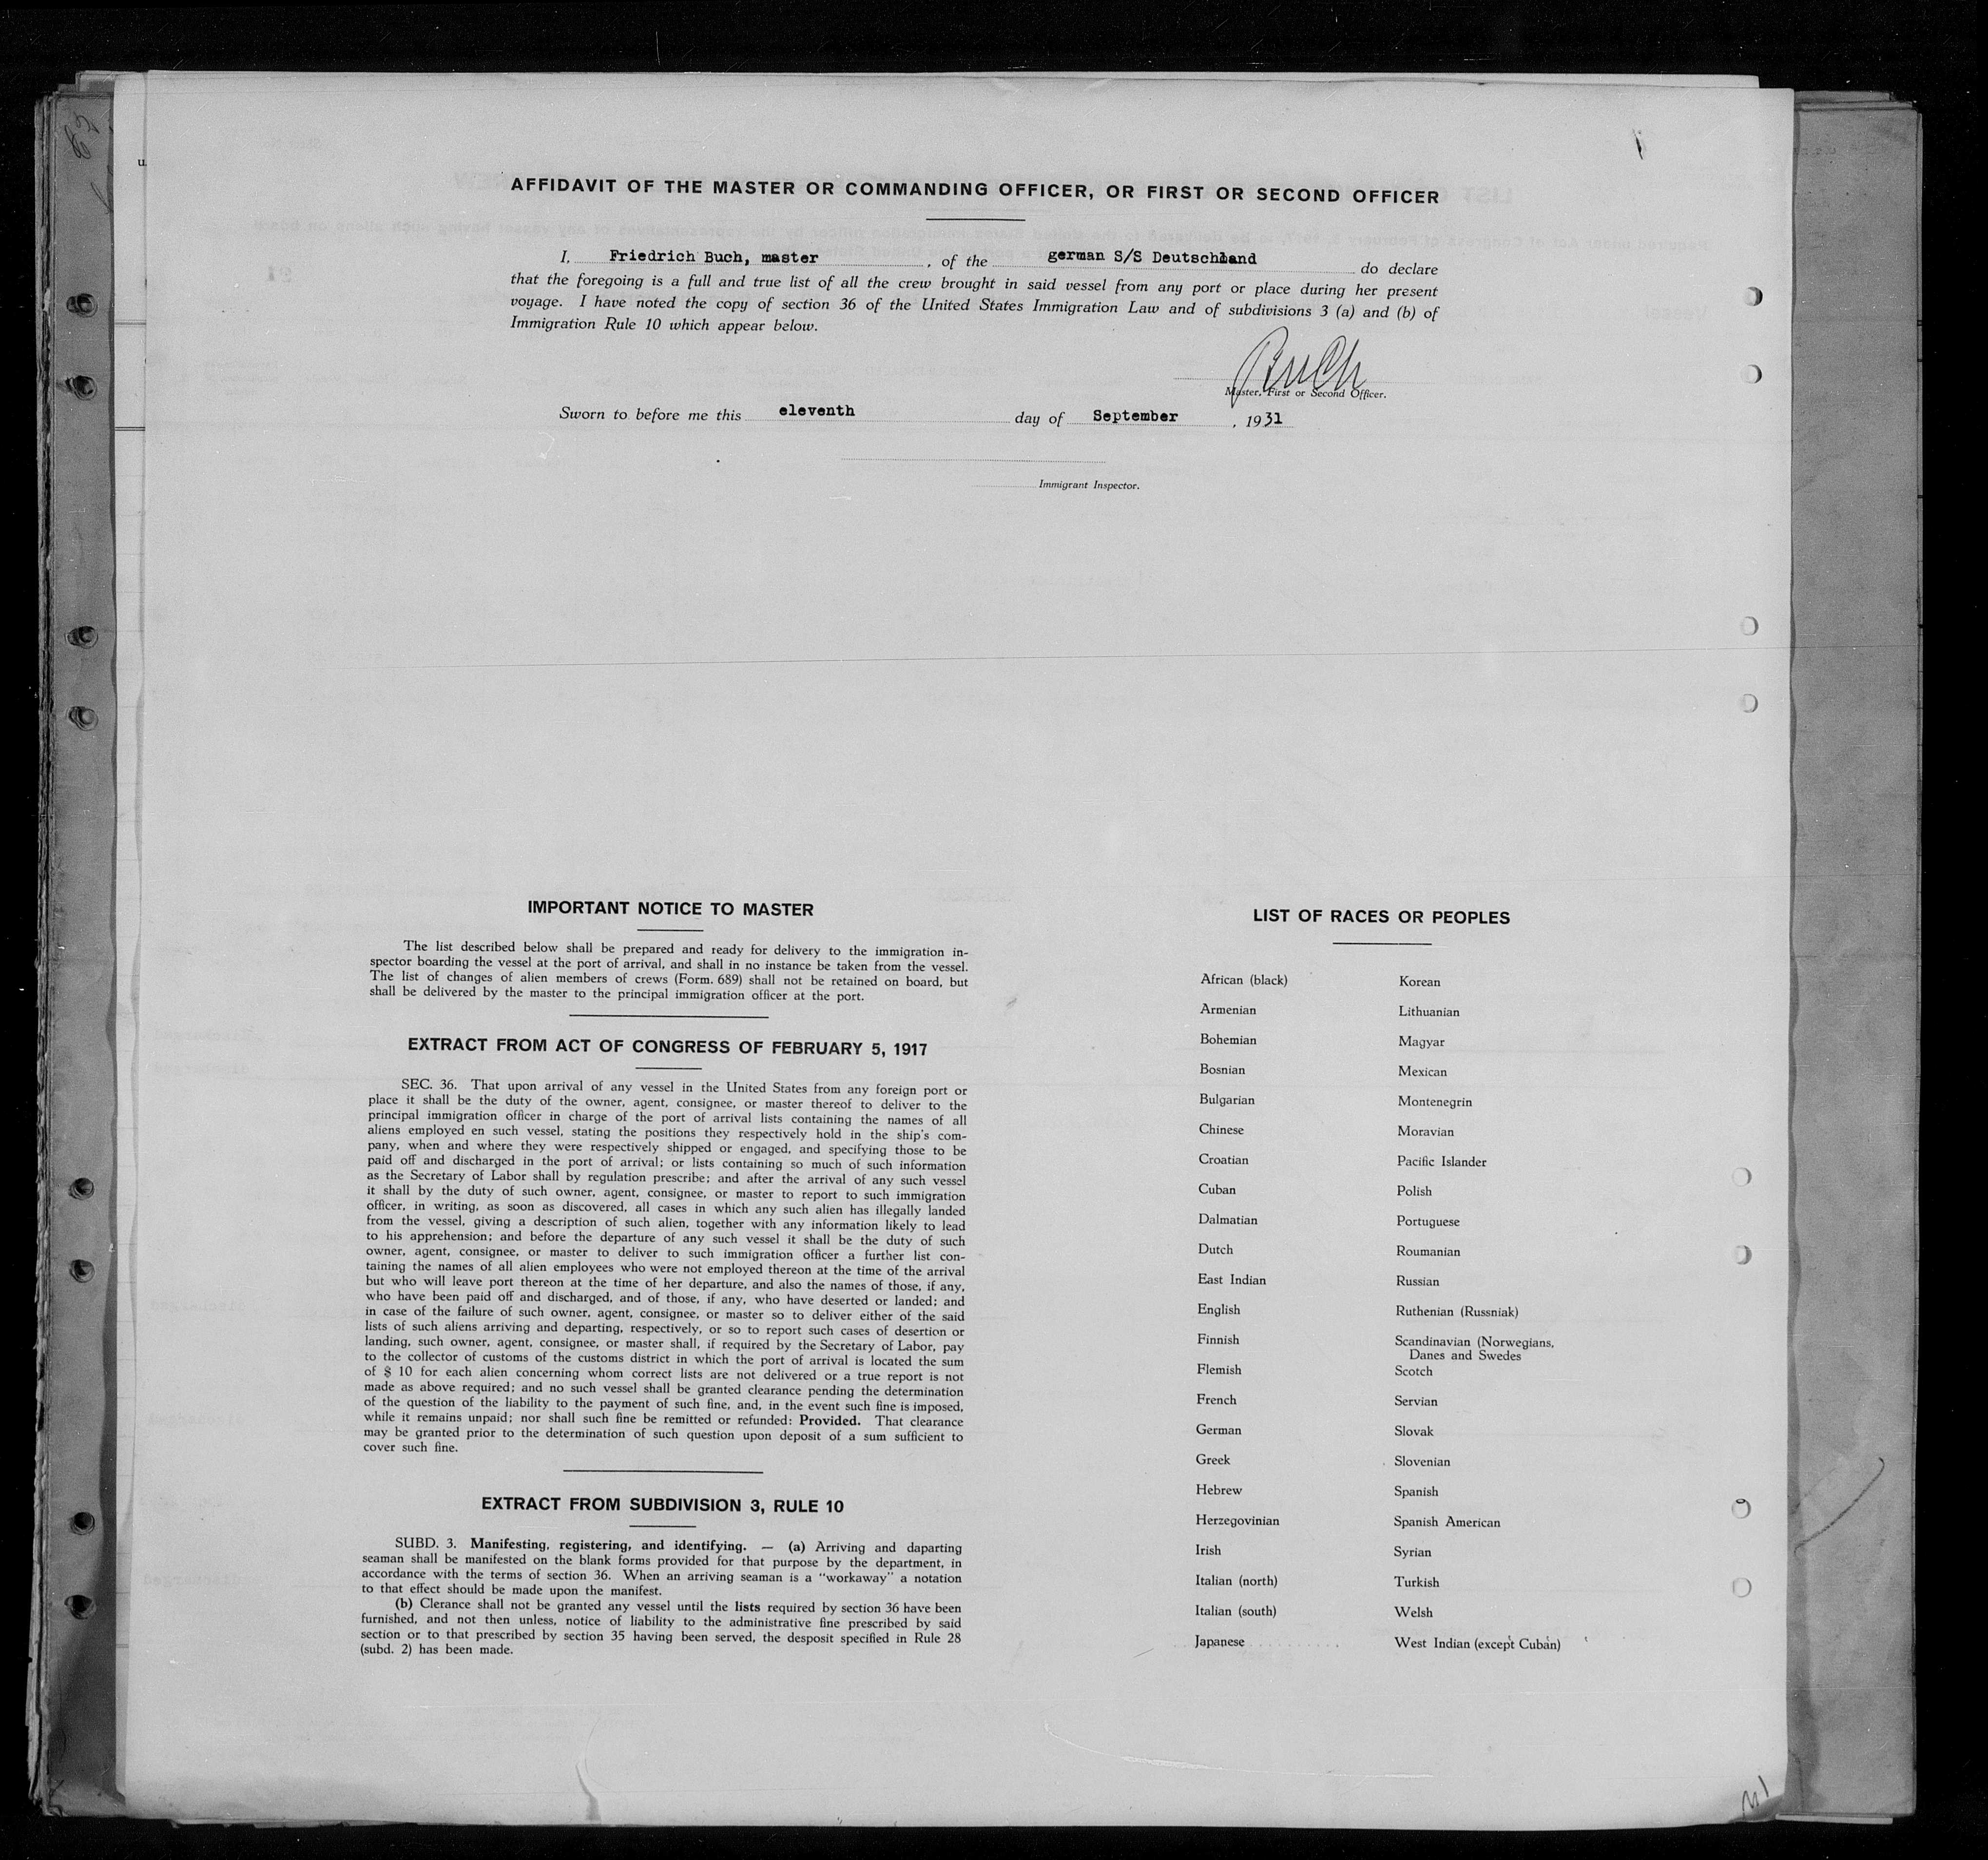 AFFIDAVIT OF THE MASTER OR COMMANDING OFFICER, OR FIRST OR SECOND OFFICER
I, Friedrich Buch, master, of the german S/S Deutschland do declare
that the foregoing is a full and true list of all the crew brought in said vessel from any port or place during her present
voyage. I have noted the copy of section 36 of the United States Immigration Law and of subdivisions 3 (a) and (b) of
Immigration Rule 10 which appear below.
Buch
Master, First or Second Officer.
Sworn to before me this eleventh day of September, 1931
Immigrant Inspector.
IMPORTANT NOTICE TO MASTER
The list described below shall be prepared and ready for delivery to the immigration in-
spector boarding the vessel at the port of arrival, and shall in no instance be taken from the vessel.
The list of changes of alien members of crews (Form. 689) shall not be retained on board, but
shall be delivered by the master to the principal immigration officer at the port.
EXTRACT FROM ACT OF CONGRESS OF FEBRUARY 5, 1917
SEC. 36. That upon arrival of any vessel in the United States from any foreign port or
place it shall be the duty of the owner, agent, consignee, or master thereof to deliver to the
principal immigration officer in charge of the port of arrival lists containing the names of all
aliens employed en such vessel, stating the positions they respectively hold in the ship's com-
pany, when and where they were respectively shipped or engaged, and specifying those to be
paid off and discharged in the port of arrival; or lists containing so much of such information
as the Secretary of Labor shall by regulation prescribe; and after the arrival of any such vessel
it shall by the duty of such owner, agent, consignee, or master to report to such immigration
officer, in writing, as soon as discovered, all cases in which any such alien has illegally landed
from the vessel, giving a description of such alien, together with any information likely to lead
to his apprehension; and before the departure of any such vessel it shall be the duty of such
owner, agent, consignee, or master to deliver to such immigration officer a further list con-
taining the names of all alien employees who were not employed thereon at the time of the arrival
but who will leave port thereon at the time of her departure, and also the names of those, if any,
who have been paid off and discharged, and of those, if any, who have deserted or landed; and
in case of the failure of such owner, agent, consignee, or master so to deliver either of the said
lists of such aliens arriving and departing, respectively, or so to report such cases of desertion or
landing, such owner, agent, consignee, or master shall, if required by the Secretary of Labor, pay
to the collector of customs of the customs district in which the port of arrival is located the sum
of $ 10 for each alien concerning whom correct lists are not delivered or a true report is not
made as above required; and no such vessel shall be granted clearance pending the determination
of the question of the liability to the payment of such fine, and, in the event such fine is imposed,
while it remains unpaid; nor shall such fine be remitted or refunded: Provided. That clearance
may be granted prior to the determination of such question upon deposit of a sum sufficient to
cover such fine.
EXTRACT FROM SUBDIVISION 3, RULE 10
SUBD. 3. Manifesting, registering, and identifying. — (a) Arriving and daparting
seaman shall be manifested on the blank forms provided for that purpose by the department, in
accordance with the terms of section 36. When an arriving seaman is a "workaway" a notation
to that effect should be made upon the manifest.
(b) Clerance shall not be granted any vessel until the lists required by section 36 have been
furnished, and not then unless, notice of liability to the administrative fine prescribed by said
section or to that prescribed by section 35 having been served, the desposit specified in Rule 28
(subd. 2) has been made.
LIST OF RACES OR PEOPLES
African (black)
Armenian
Bohemian
Bosnian
Bulgarian
Chinese
Croatian
Cuban
Dalmatian
Dutch
East Indian
English
Finnish
Flemish
French
German
Greek
Hebrew
Herzegovinian
Irish
Italian (north)
Italian (south)
Japanese
Korean
Lithuanian
Magyar
Mexican
Montenegrin
Moravian
Pacific Islander
Polish
Portuguese
Roumanian
Russian
Ruthenian (Russniak)
Scandinavian (Norwegians,
Danes and Swedes
Scotch
Servian
Slovak
Slovenian
Spanish
Spanish American
Syrian
Turkish
Welsh
West Indian (except Cuban)